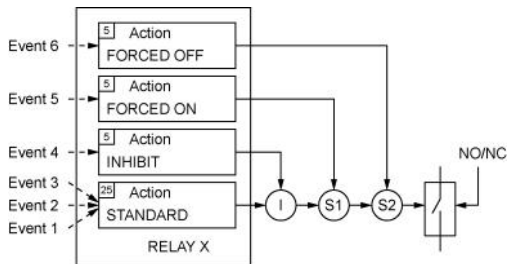 5 Action
Event 6
FORCED OFF
5 Action
Event 5
FORCED ON
5 Action
Event 4
INHIBIT
NO/NC
Event 3
25 Action
Event 2
STANDARD
I
S1
S2
Event 1
RELAY X